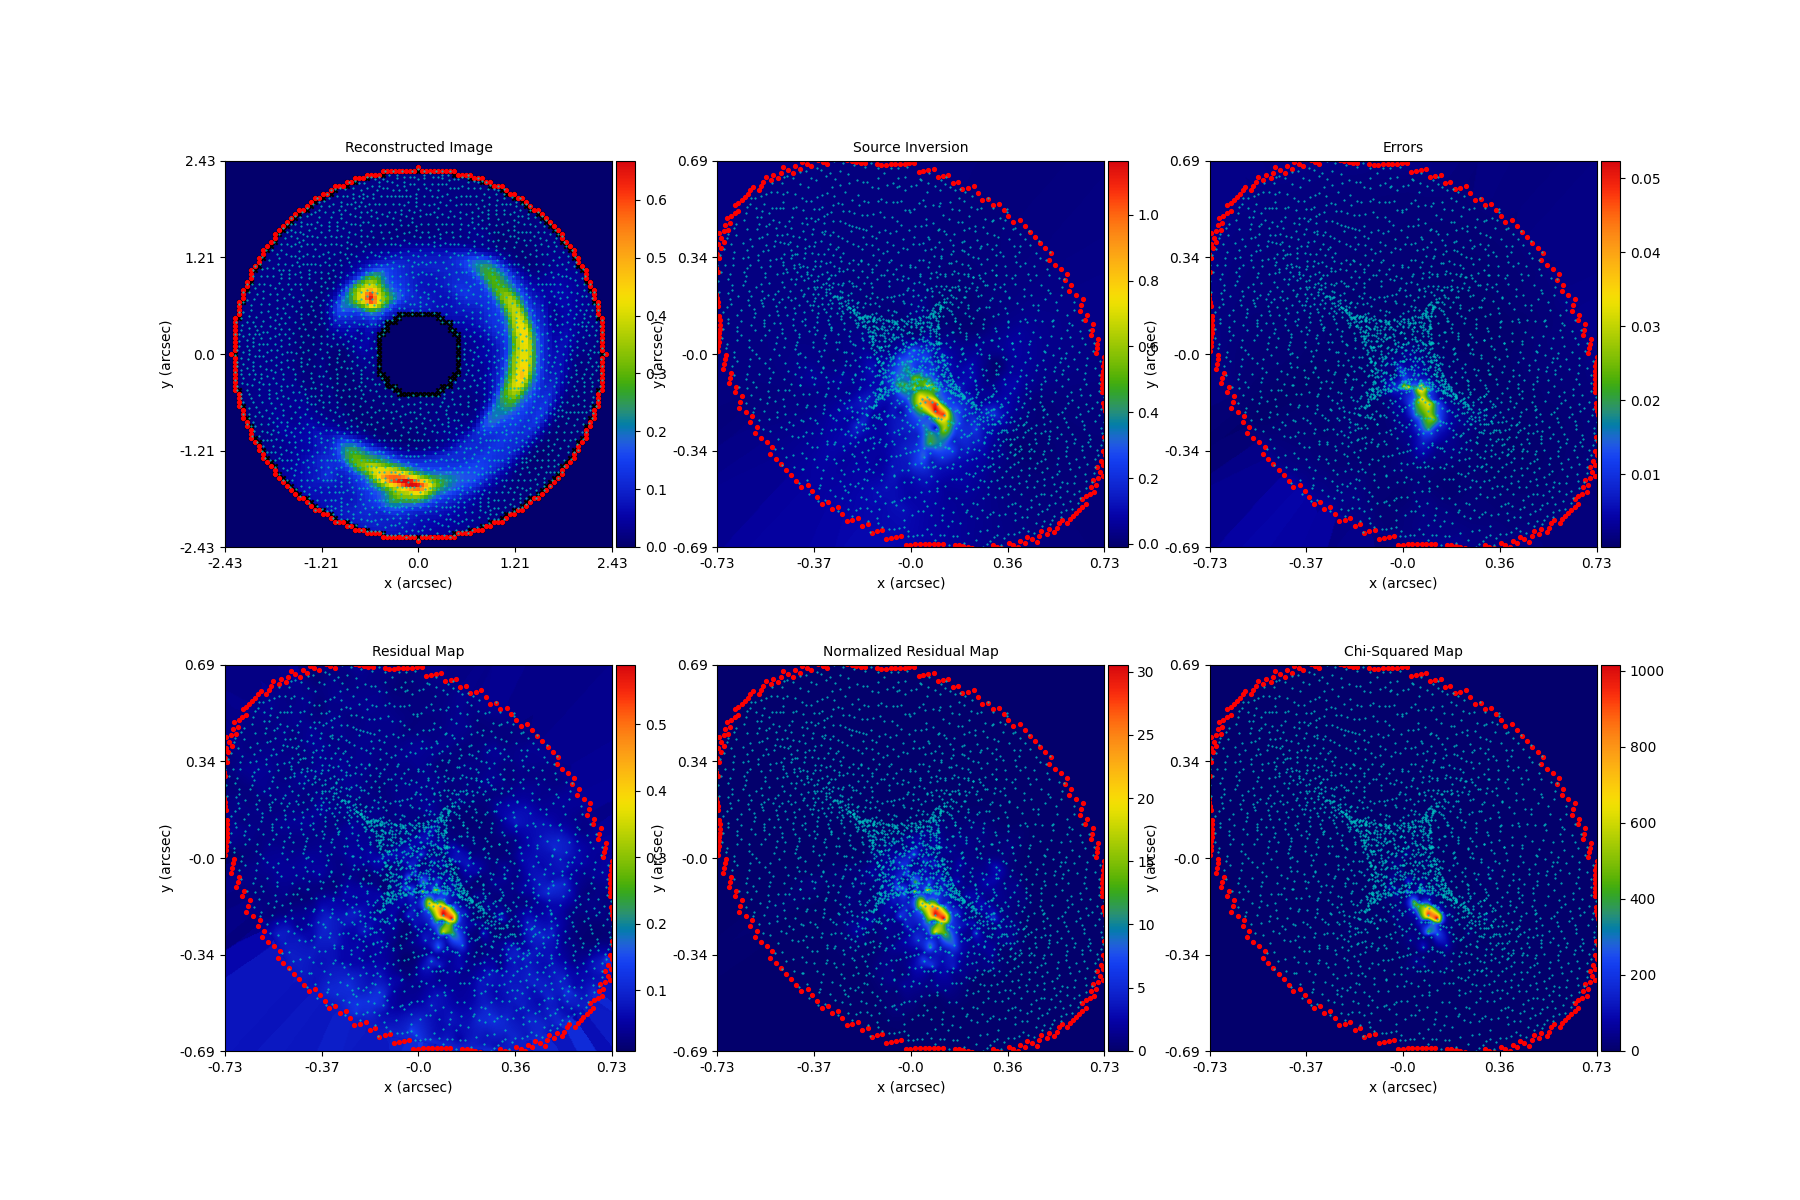 Reconstructed Image
2.43
1.21
0.0
-1.21
-2.43
y (arcsec)
-2.43 -1.21 0.0 1.21 2.43
x (arcsec)
0.6
0.5
0.4
0.3
0.2
0.1
0.0
Source Inversion
0.69
0.34
-0.0
-0.34
-0.69
y (arcsec)
-0.73 -0.37 -0.0 0.36 0.73
x (arcsec)
1.0
0.8
0.6
0.4
0.2
0.0
Errors
0.69
0.34
-0.0
-0.34
-0.69
y (arcsec)
-0.73 -0.37 -0.0 0.36 0.73
x (arcsec)
0.05
0.04
0.03
0.02
0.01
Residual Map
0.69
0.34
-0.0
-0.34
-0.69
y (arcsec)
-0.73 -0.37 -0.0 0.36 0.73
x (arcsec)
0.5
0.4
0.3
0.2
0.1
Normalized Residual Map
0.69
0.34
-0.0
-0.34
-0.69
y (arcsec)
-0.73 -0.37 -0.0 0.36 0.73
x (arcsec)
30
25
20
15
10
5
0
Chi-Squared Map
0.69
0.34
-0.0
-0.34
-0.69
y (arcsec)
-0.73 -0.37 -0.0 0.36 0.73
x (arcsec)
1000
800
600
400
200
0